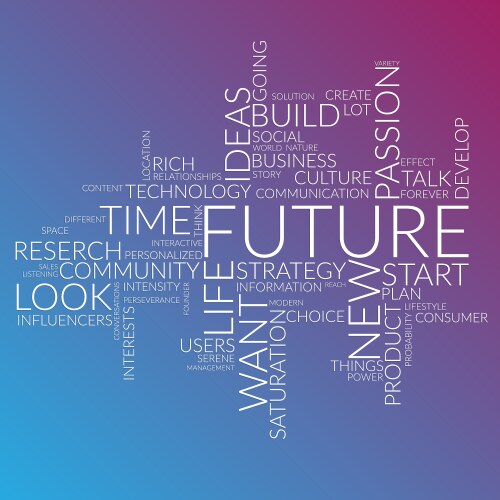 GOING
VARIETY
SOLUTION
CREATE
IDEAS
BUILD
LOT
PASSION
DEVELOP
LOCATION
SOCIAL
WORLD NATURE
RICH
BUSINESS
EFFECT
RELATIONSHIPS
STORY
CULTURE
TALK
CONTENT
TECHNOLOGY
COMMUNICATION
FOREVER
DIFFERENT
TIME
THINK
FUTURE
SPACE
INTERACTIVE
RESERCH
PERSONALIZED
SALES
LISTENING
COMMUNITY
LIFE
STRATEGY
NEW
START
LOOK
CONVERSATIONS
INTENSITY
FOUNDER
INFORMATION
REACH
PLAN
PERSEVERANCE
WANT
MODERN
LIFESTYLE
INFLUENCERS
INTERESTS
SATURATION
CHOICE
PRODUCT
PROBABILITY
CONSUMER
USERS
SERENE
MANAGEMENT
THINGS
POWER